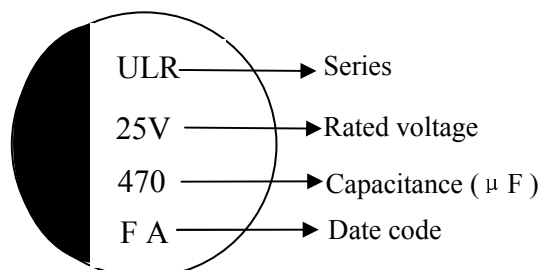 ULR Series
25V Rated voltage
470 Capacitance ( μ F )
F A Date code